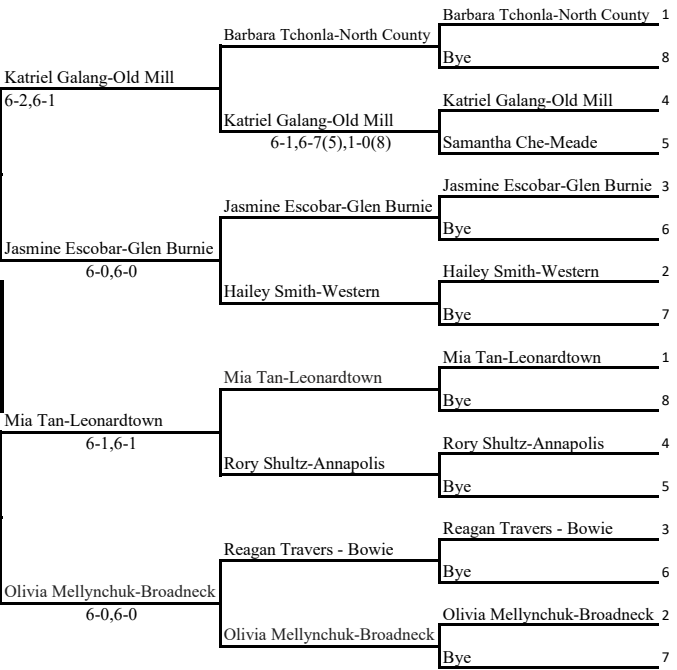 Barbara Tchonla-North County 1
Barbara Tchonla-North County
Bye 8
Katriel Galang-Old Mill
6-2,6-1
Katriel Galang-Old Mill 4
Katriel Galang-Old Mill
6-1,6-7(5),1-0(8)
Samantha Che-Meade 5
Jasmine Escobar-Glen Burnie 3
Jasmine Escobar-Glen Burnie
Bye 6
Jasmine Escobar-Glen Burnie
6-0,6-0
Hailey Smith-Western 2
Hailey Smith-Western
Bye 7
Mia Tan-Leonardtown 1
Mia Tan-Leonardtown
Bye 8
Mia Tan-Leonardtown
6-1,6-1
Rory Shultz-Annapolis 4
Rory Shultz-Annapolis
Bye 5
Reagan Travers - Bowie 3
Reagan Travers - Bowie
Bye 6
Olivia Mellynchuk-Broadneck
6-0,6-0
Olivia Mellynchuk-Broadneck 2
Olivia Mellynchuk-Broadneck
Bye 7